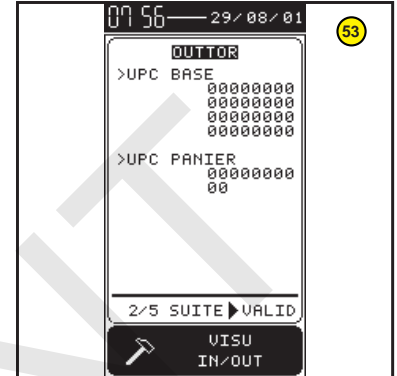 07 56 29/08/01
53
OUTTOR
>UPC BASE
00000000
00000000
00000000
00000000
>UPC PANIER
00000000
00
2/5 SUITE▶VALID
VISU
IN/OUT